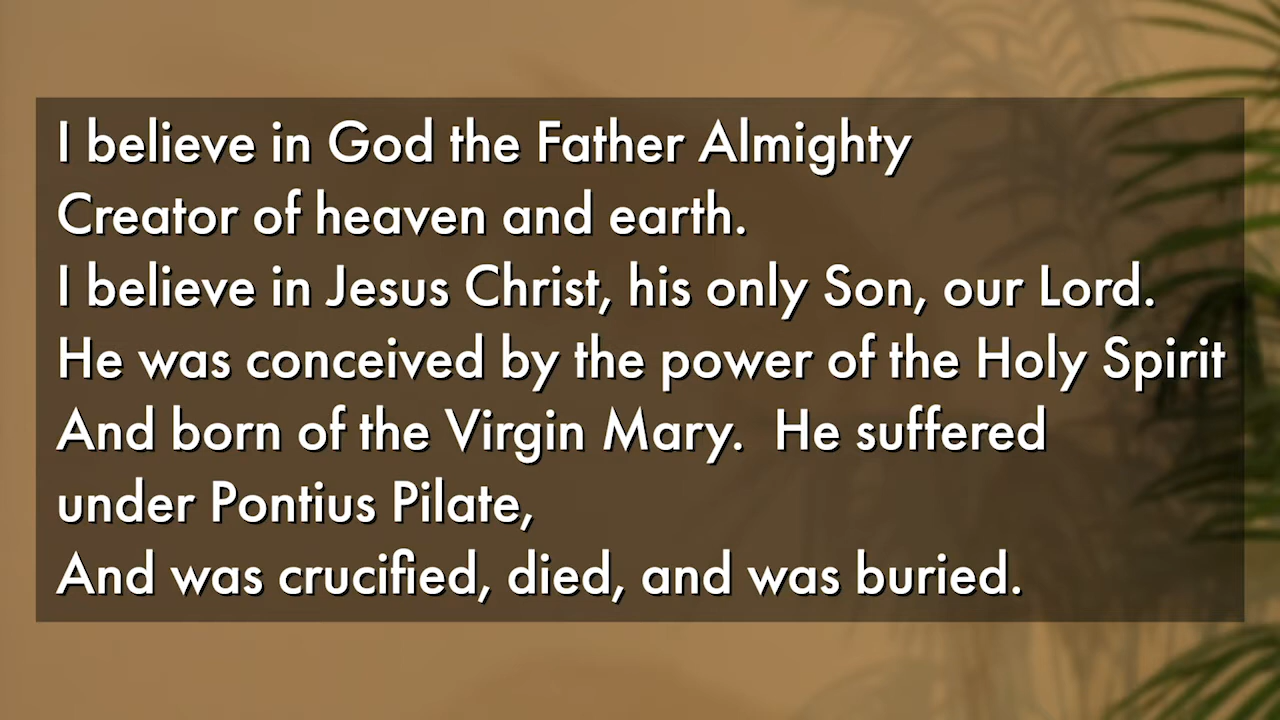 I believe in God the Father Almighty
Creator of heaven and earth.
I believe in Jesus Christ, his only Son, our Lord.
He was conceived by the power of the Holy Spirit
And born of the Virgin Mary.  He suffered
under Pontius Pilate,
And was crucified, died, and was buried.